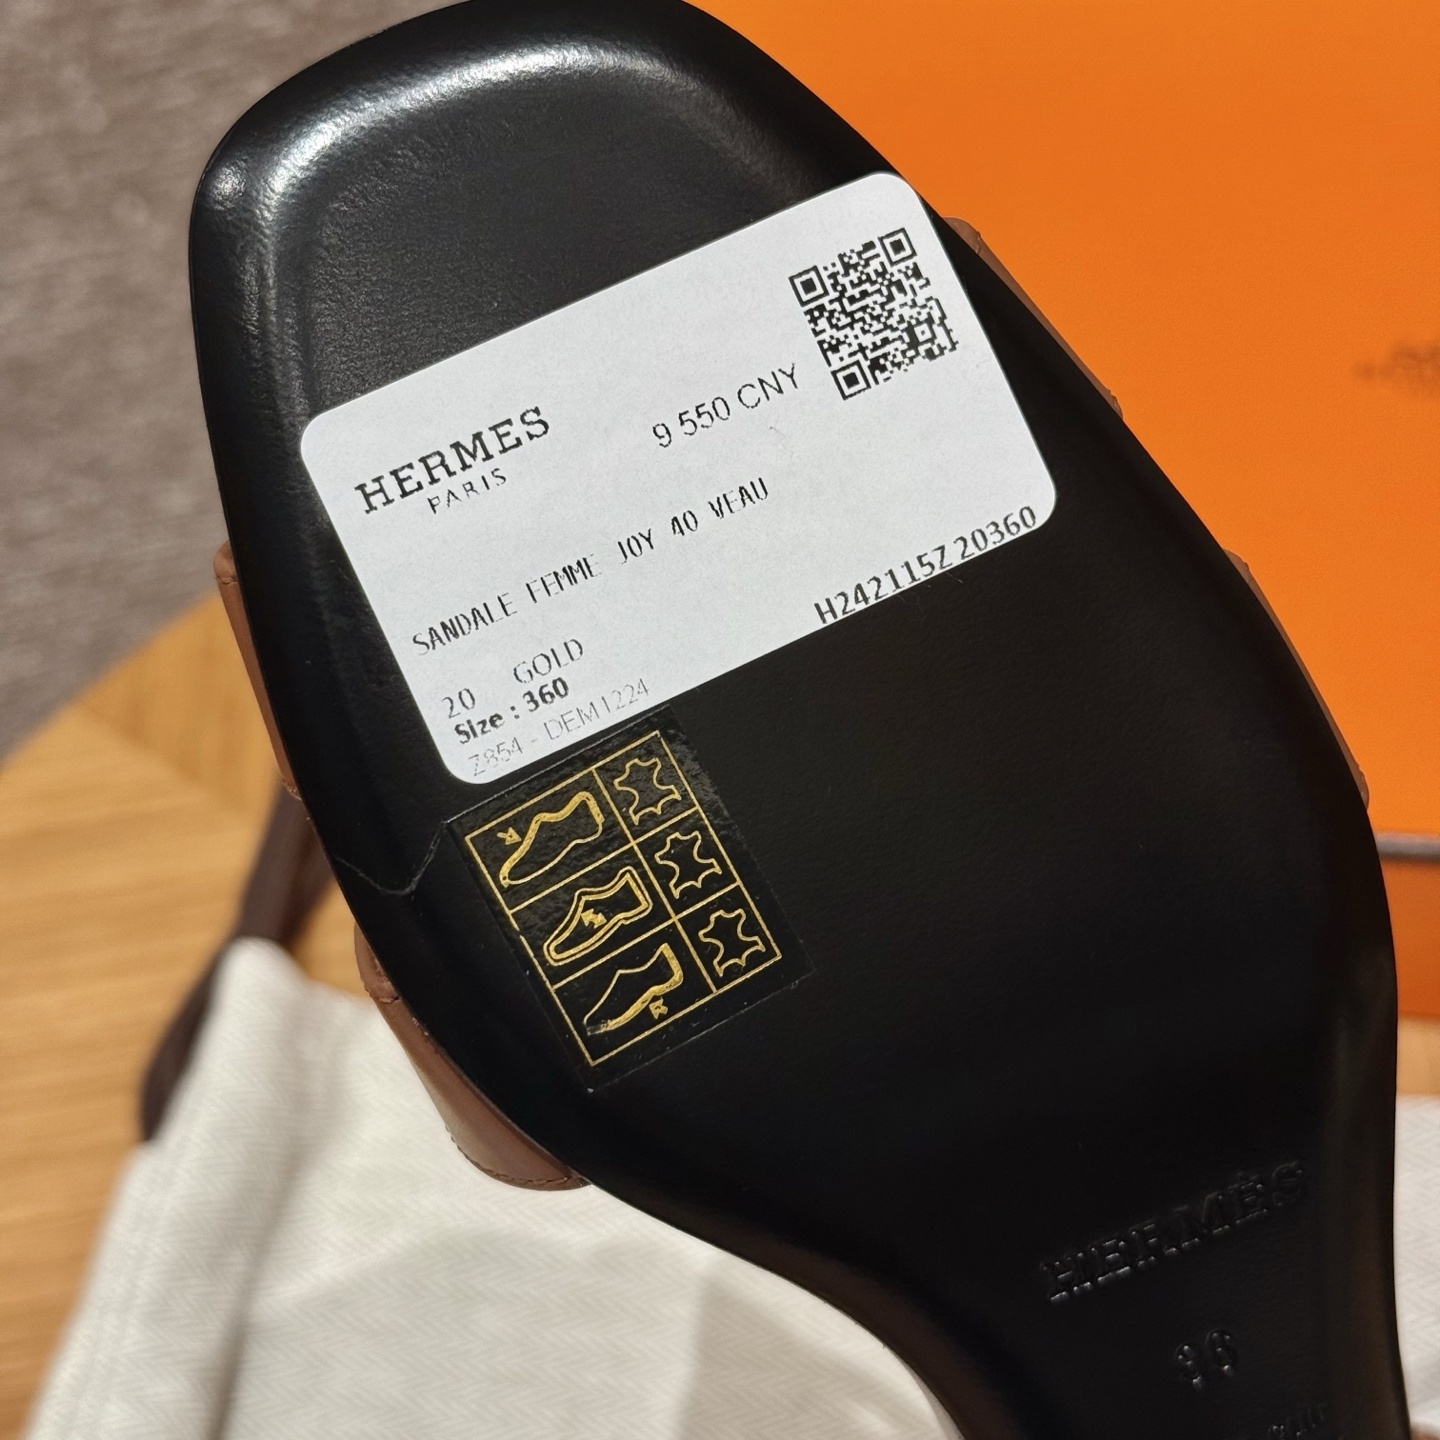 HERMES
PARIS
9 550 CNY
SANDALE FEMME JOY 40 VEAU
20 GOLD
Size : 360
Z854 - DEM1224
H242115Z 20360
HERMÈS
36